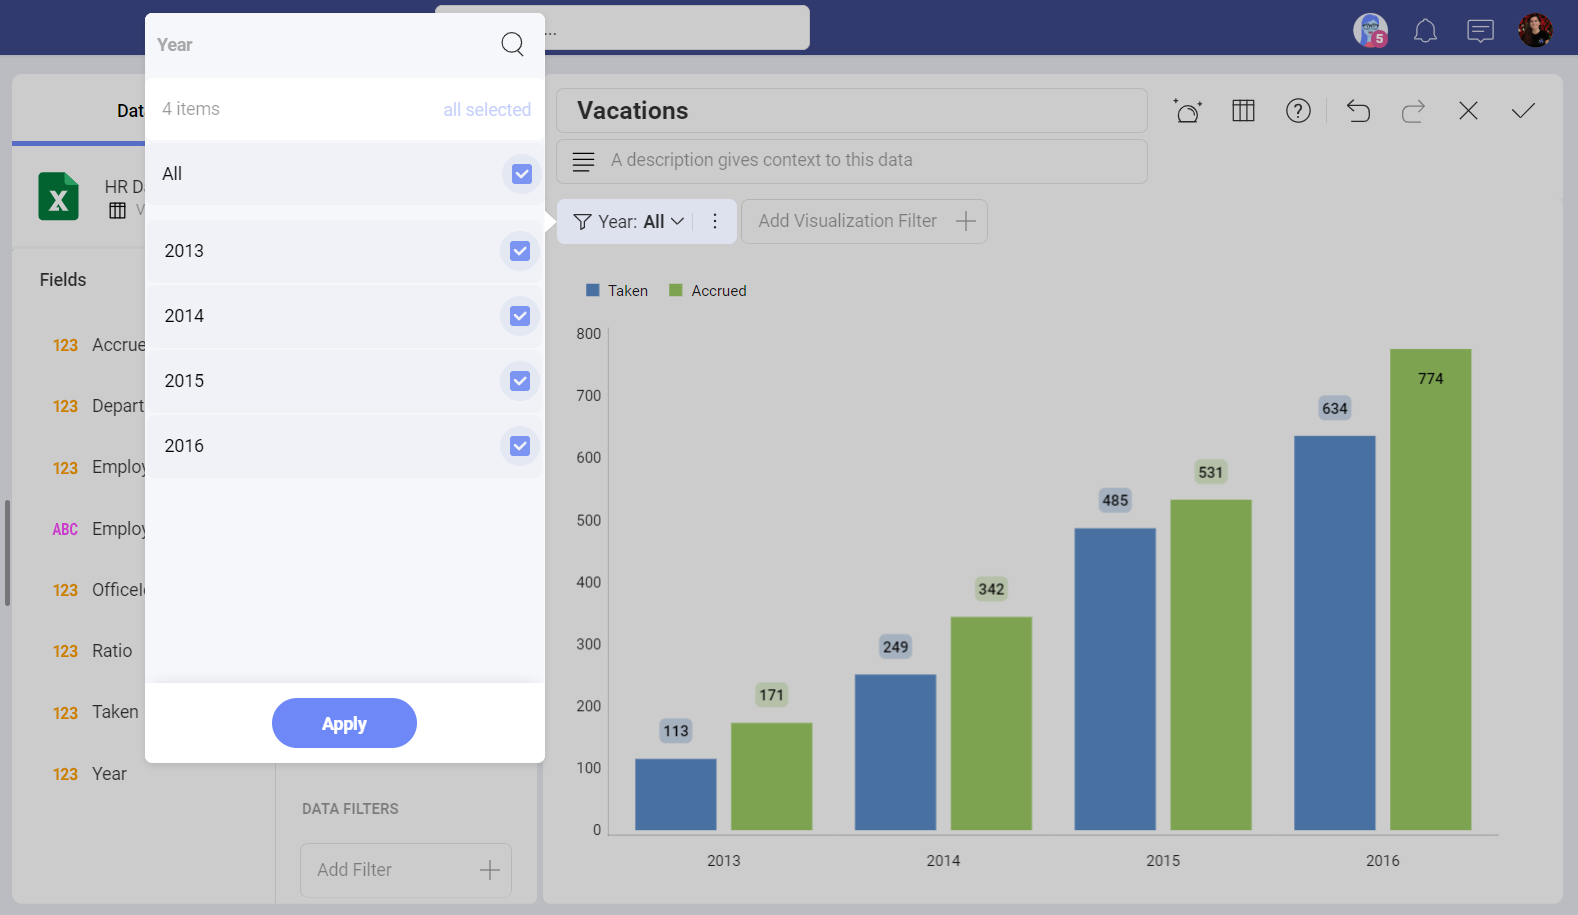 ...
5
Year
4 items
all selected
All
2013
2014
2015
2016
Apply
Dat
X
HR D
V
Fields
123 Accrue
123 Depart
123 Employ
ABC Employ
123 OfficeI
123 Ratio
123 Taken
123 Year
DATA FILTERS
Add Filter
Vacations
?
A description gives context to this data
Year: All
Add Visualization Filter
Taken Accrued
800
700
600
500
400
300
200
100
0
113
171
249
342
485
531
634
774
2013 2014 2015 2016